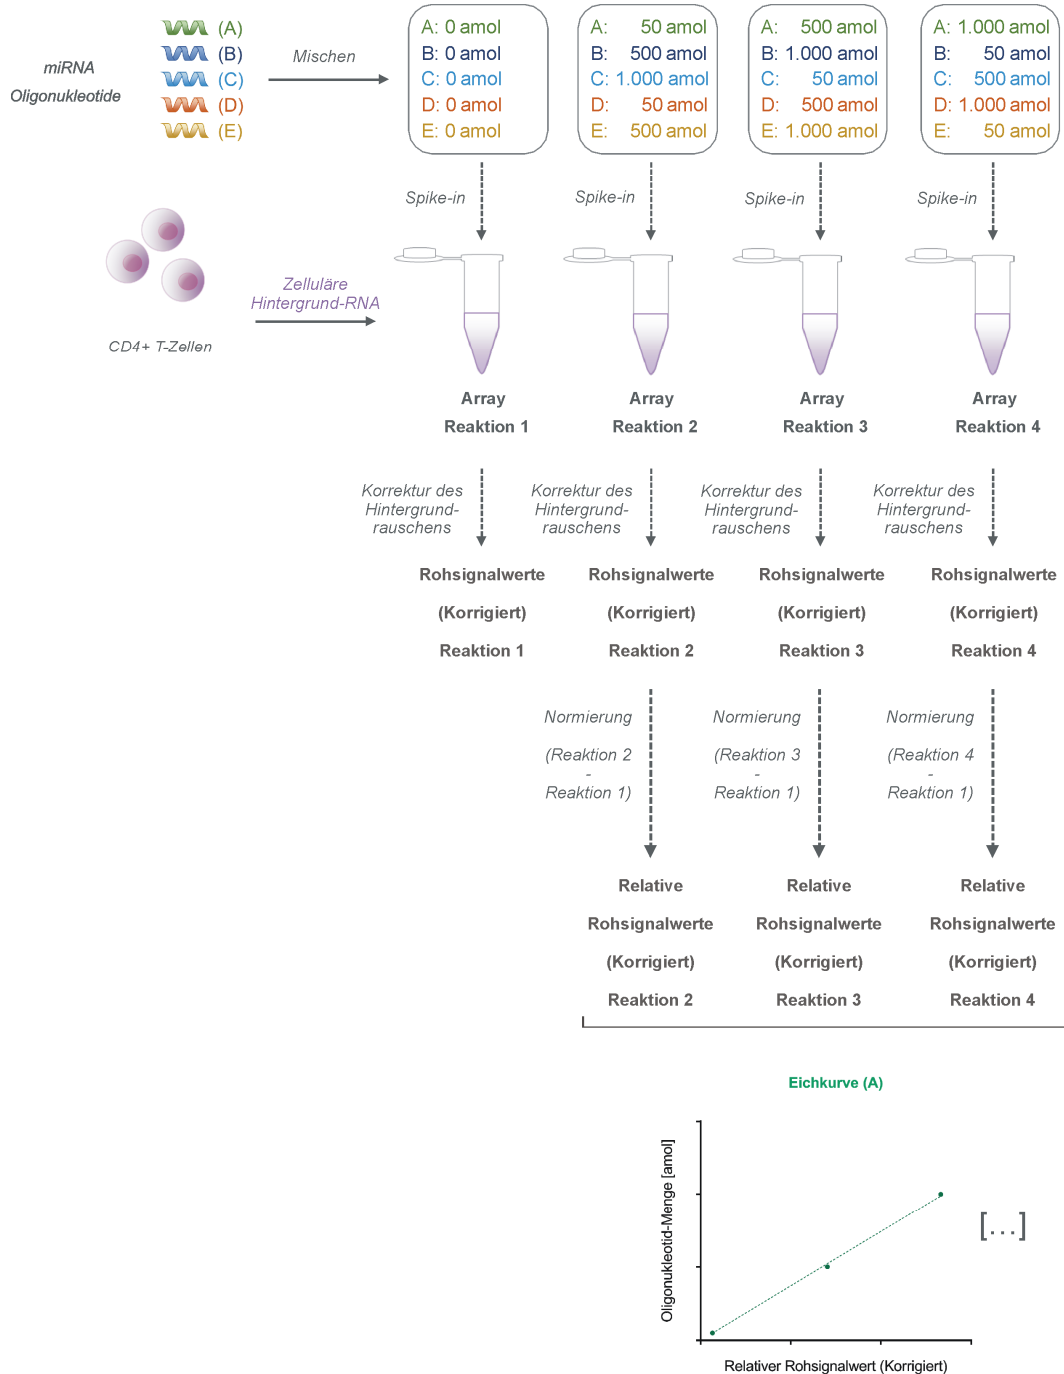 miRNA
Oligonukleotide
(A)
(B)
(C)
(D)
(E)
Mischen
A: 0 amol
B: 0 amol
C: 0 amol
D: 0 amol
E: 0 amol
A: 50 amol
B: 500 amol
C: 1.000 amol
D: 50 amol
E: 500 amol
A: 500 amol
B: 1.000 amol
C: 50 amol
D: 500 amol
E: 1.000 amol
A: 1.000 amol
B: 50 amol
C: 500 amol
D: 1.000 amol
E: 50 amol
Spike-in
Spike-in
Spike-in
Spike-in
CD4+ T-Zellen
Zelluläre
Hintergrund-RNA
Array
Reaktion 1
Array
Reaktion 2
Array
Reaktion 3
Array
Reaktion 4
Korrektur des
Hintergrund-
rauschens
Korrektur des
Hintergrund-
rauschens
Korrektur des
Hintergrund-
rauschens
Korrektur des
Hintergrund-
rauschens
Rohsignalwerte
(Korrigiert)
Reaktion 1
Rohsignalwerte
(Korrigiert)
Reaktion 2
Rohsignalwerte
(Korrigiert)
Reaktion 3
Rohsignalwerte
(Korrigiert)
Reaktion 4
Normierung
(Reaktion 2
-
Reaktion 1)
Normierung
(Reaktion 3
-
Reaktion 1)
Normierung
(Reaktion 4
-
Reaktion 1)
Relative
Rohsignalwerte
(Korrigiert)
Reaktion 2
Relative
Rohsignalwerte
(Korrigiert)
Reaktion 3
Relative
Rohsignalwerte
(Korrigiert)
Reaktion 4
Eichkurve (A)
Oligonukleotid-Menge [amol]
[...]
Relativer Rohsignalwert (Korrigiert)